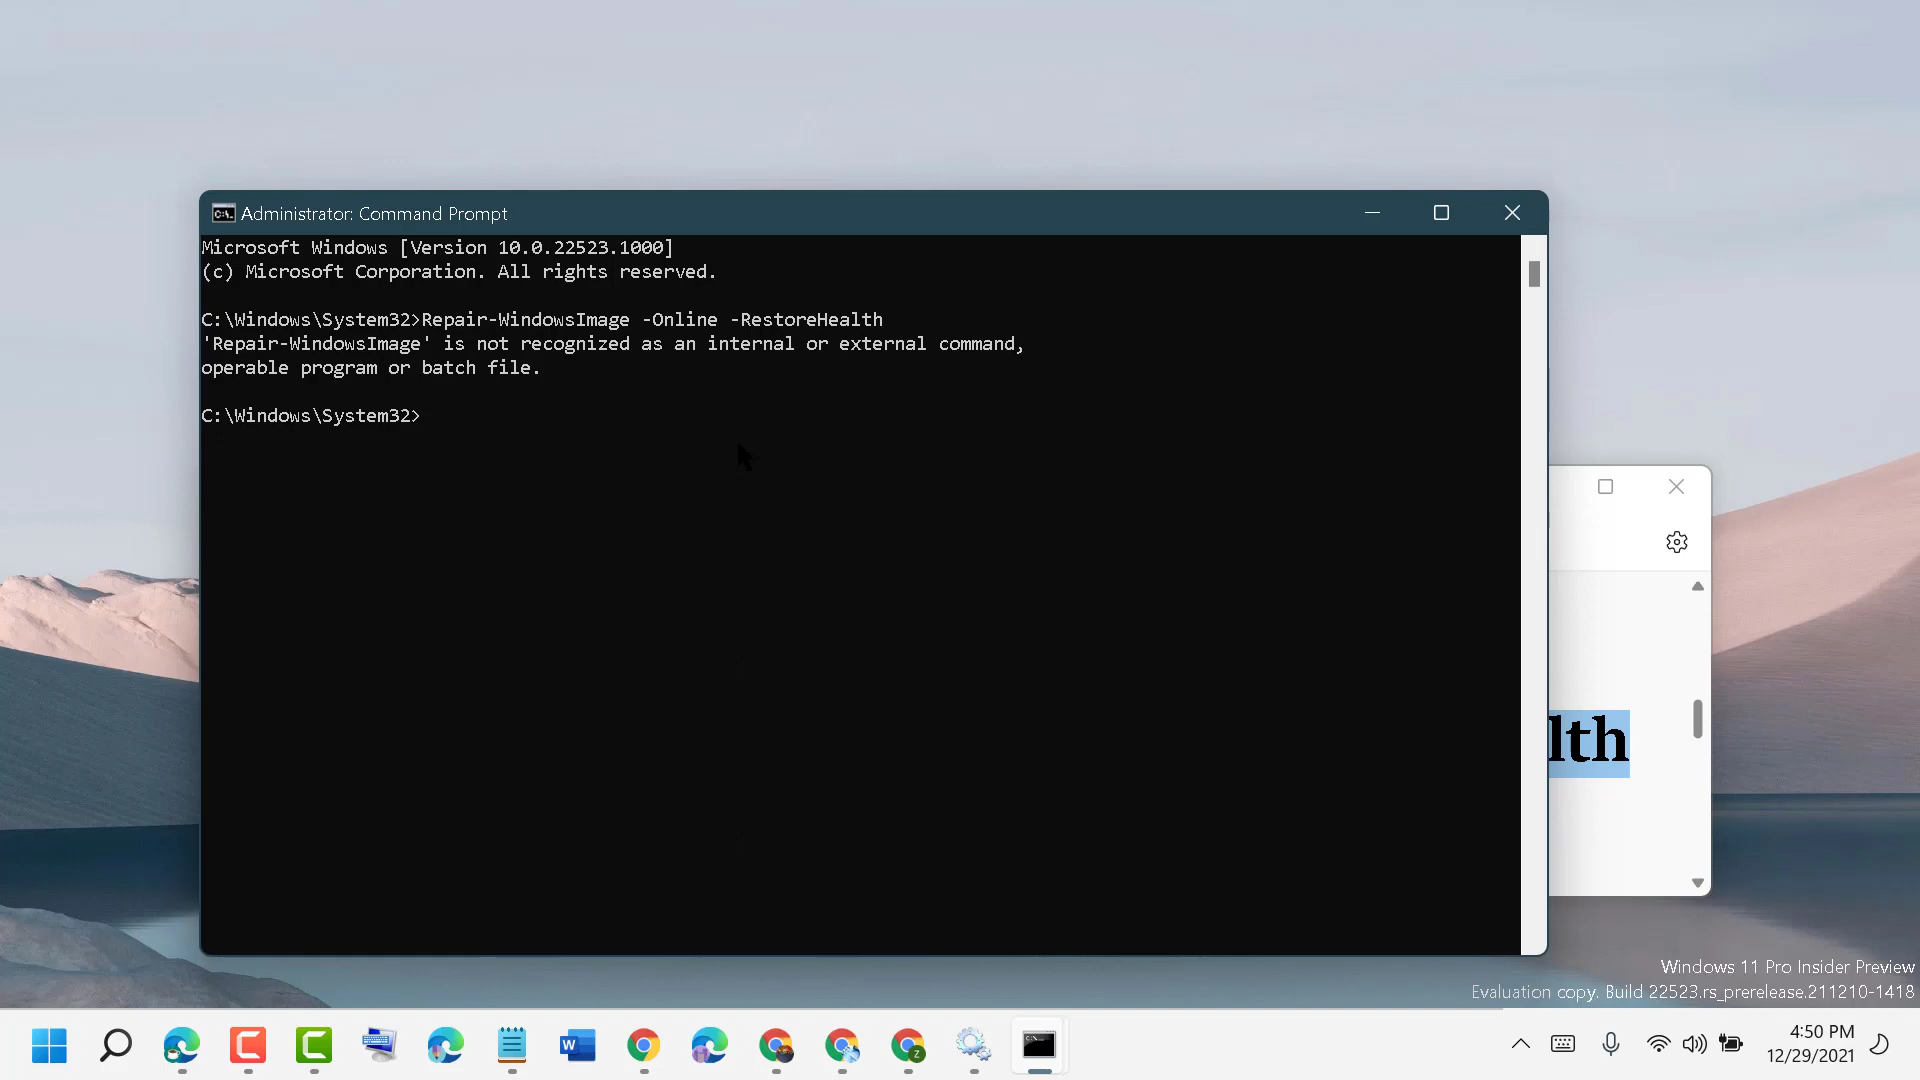 Administrator: Command Prompt
Microsoft Windows [Version 10.0.22523.1000]
(c) Microsoft Corporation. All rights reserved.
C:\Windows\System32>Repair-WindowsImage -Online -RestoreHealth
'Repair-WindowsImage' is not recognized as an internal or external command,
operable program or batch file.
C:\Windows\System32>
lth
Windows 11 Pro Insider Preview
Evaluation copy. Build 22523.rs_prerelease.211210-1418
4:50 PM
12/29/2021